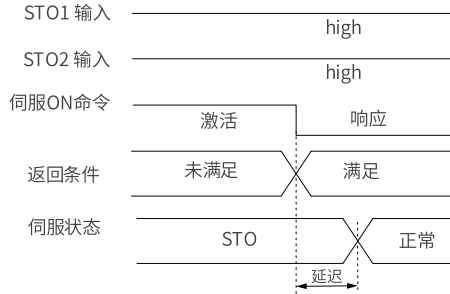 STO1 输入
high
STO2 输入
high
伺服ON命令
激活
响应
返回条件
未满足
满足
伺服状态
STO
正常
延迟